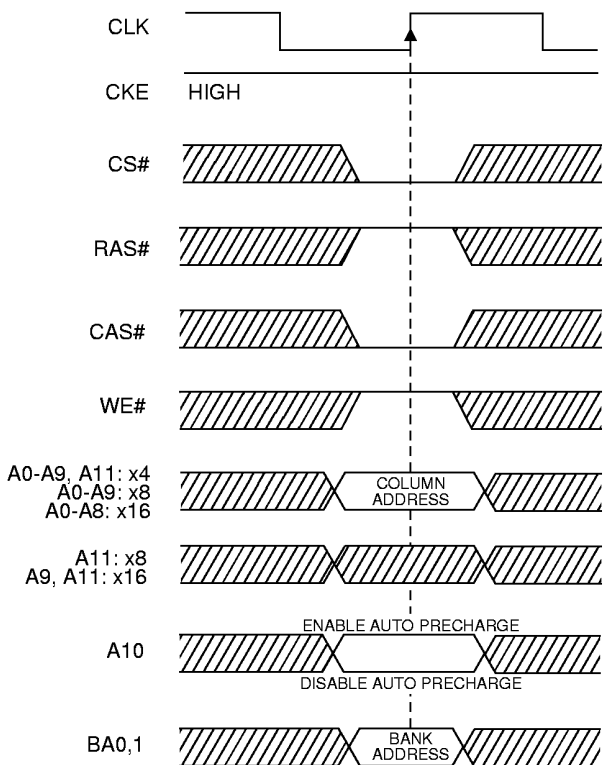 CLK
CKE HIGH
CS#
RAS#
CAS#
WE#
A0-A9, A11: x4
A0-A9: x8
A0-A8: x16
COLUMN
ADDRESS
A11: x8
A9, A11: x16
ENABLE AUTO PRECHARGE
A10
DISABLE AUTO PRECHARGE
BA0,1
BANK
ADDRESS